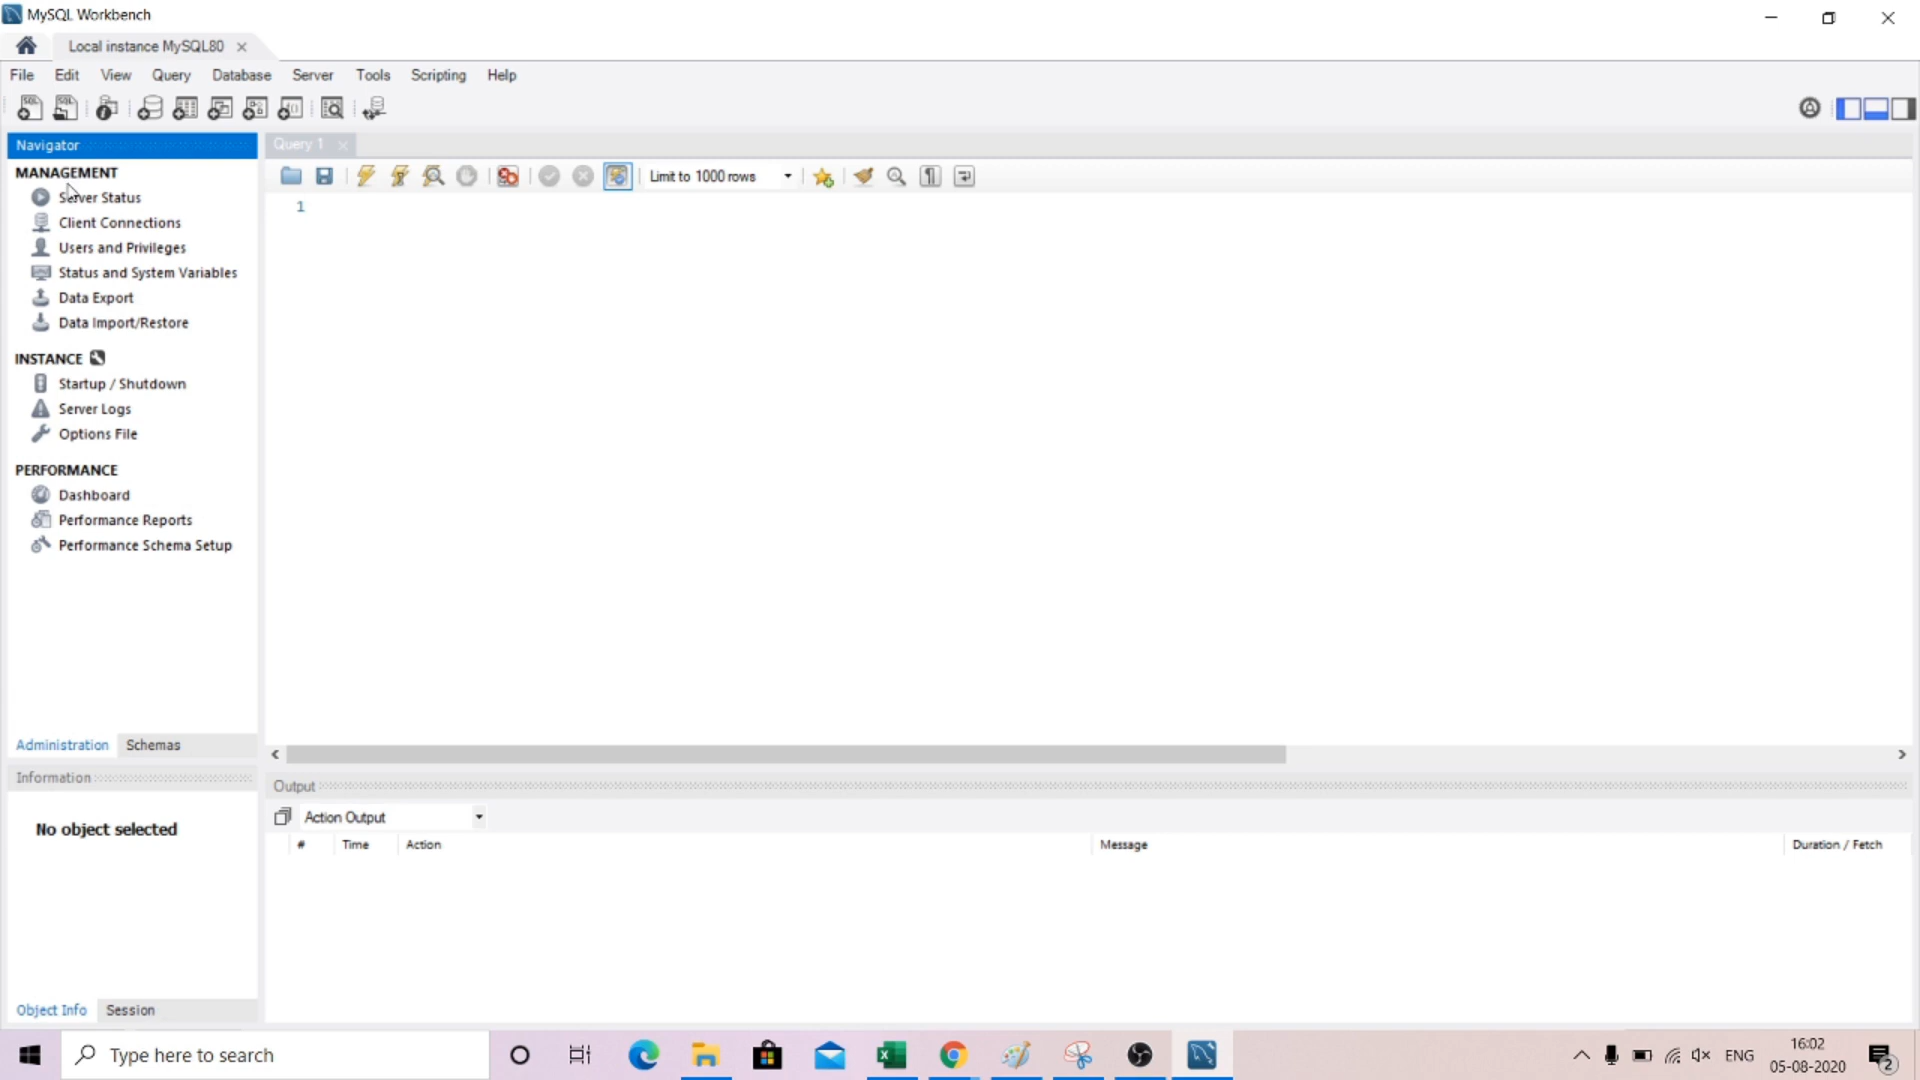 MySQL Workbench
Local instance MySQL80
File Edit View Query Database Server Tools Scripting Help
Navigator
MANAGEMENT
Server Status
Client Connections
Users and Privileges
Status and System Variables
Data Export
Data Import/Restore
INSTANCE
Startup / Shutdown
Server Logs
Options File
PERFORMANCE
Dashboard
Performance Reports
Performance Schema Setup
Administration Schemas
Information
No object selected
Object Info Session
Query 1
Limit to 1000 rows
1
Output
Action Output
# Time Action Message Duration / Fetch
Type here to search
ENG
16:02
05-08-2020
2